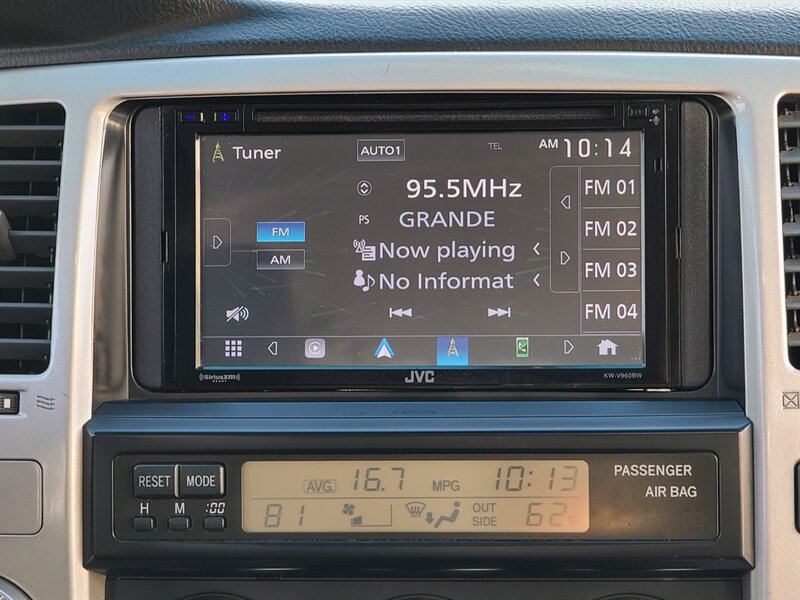 Tuner AUTO1 TEL AM 10:14
95.5MHz FM 01
PS GRANDE FM 02
FM Now playing
AM No Informat FM 03
FM 04
((SiriusXM)) JVC KW-V960BW
RESET MODE AVG. 16.7 MPG 10:13 PASSENGER
AIR BAG
H M :00 81 OUT
SIDE 62°F